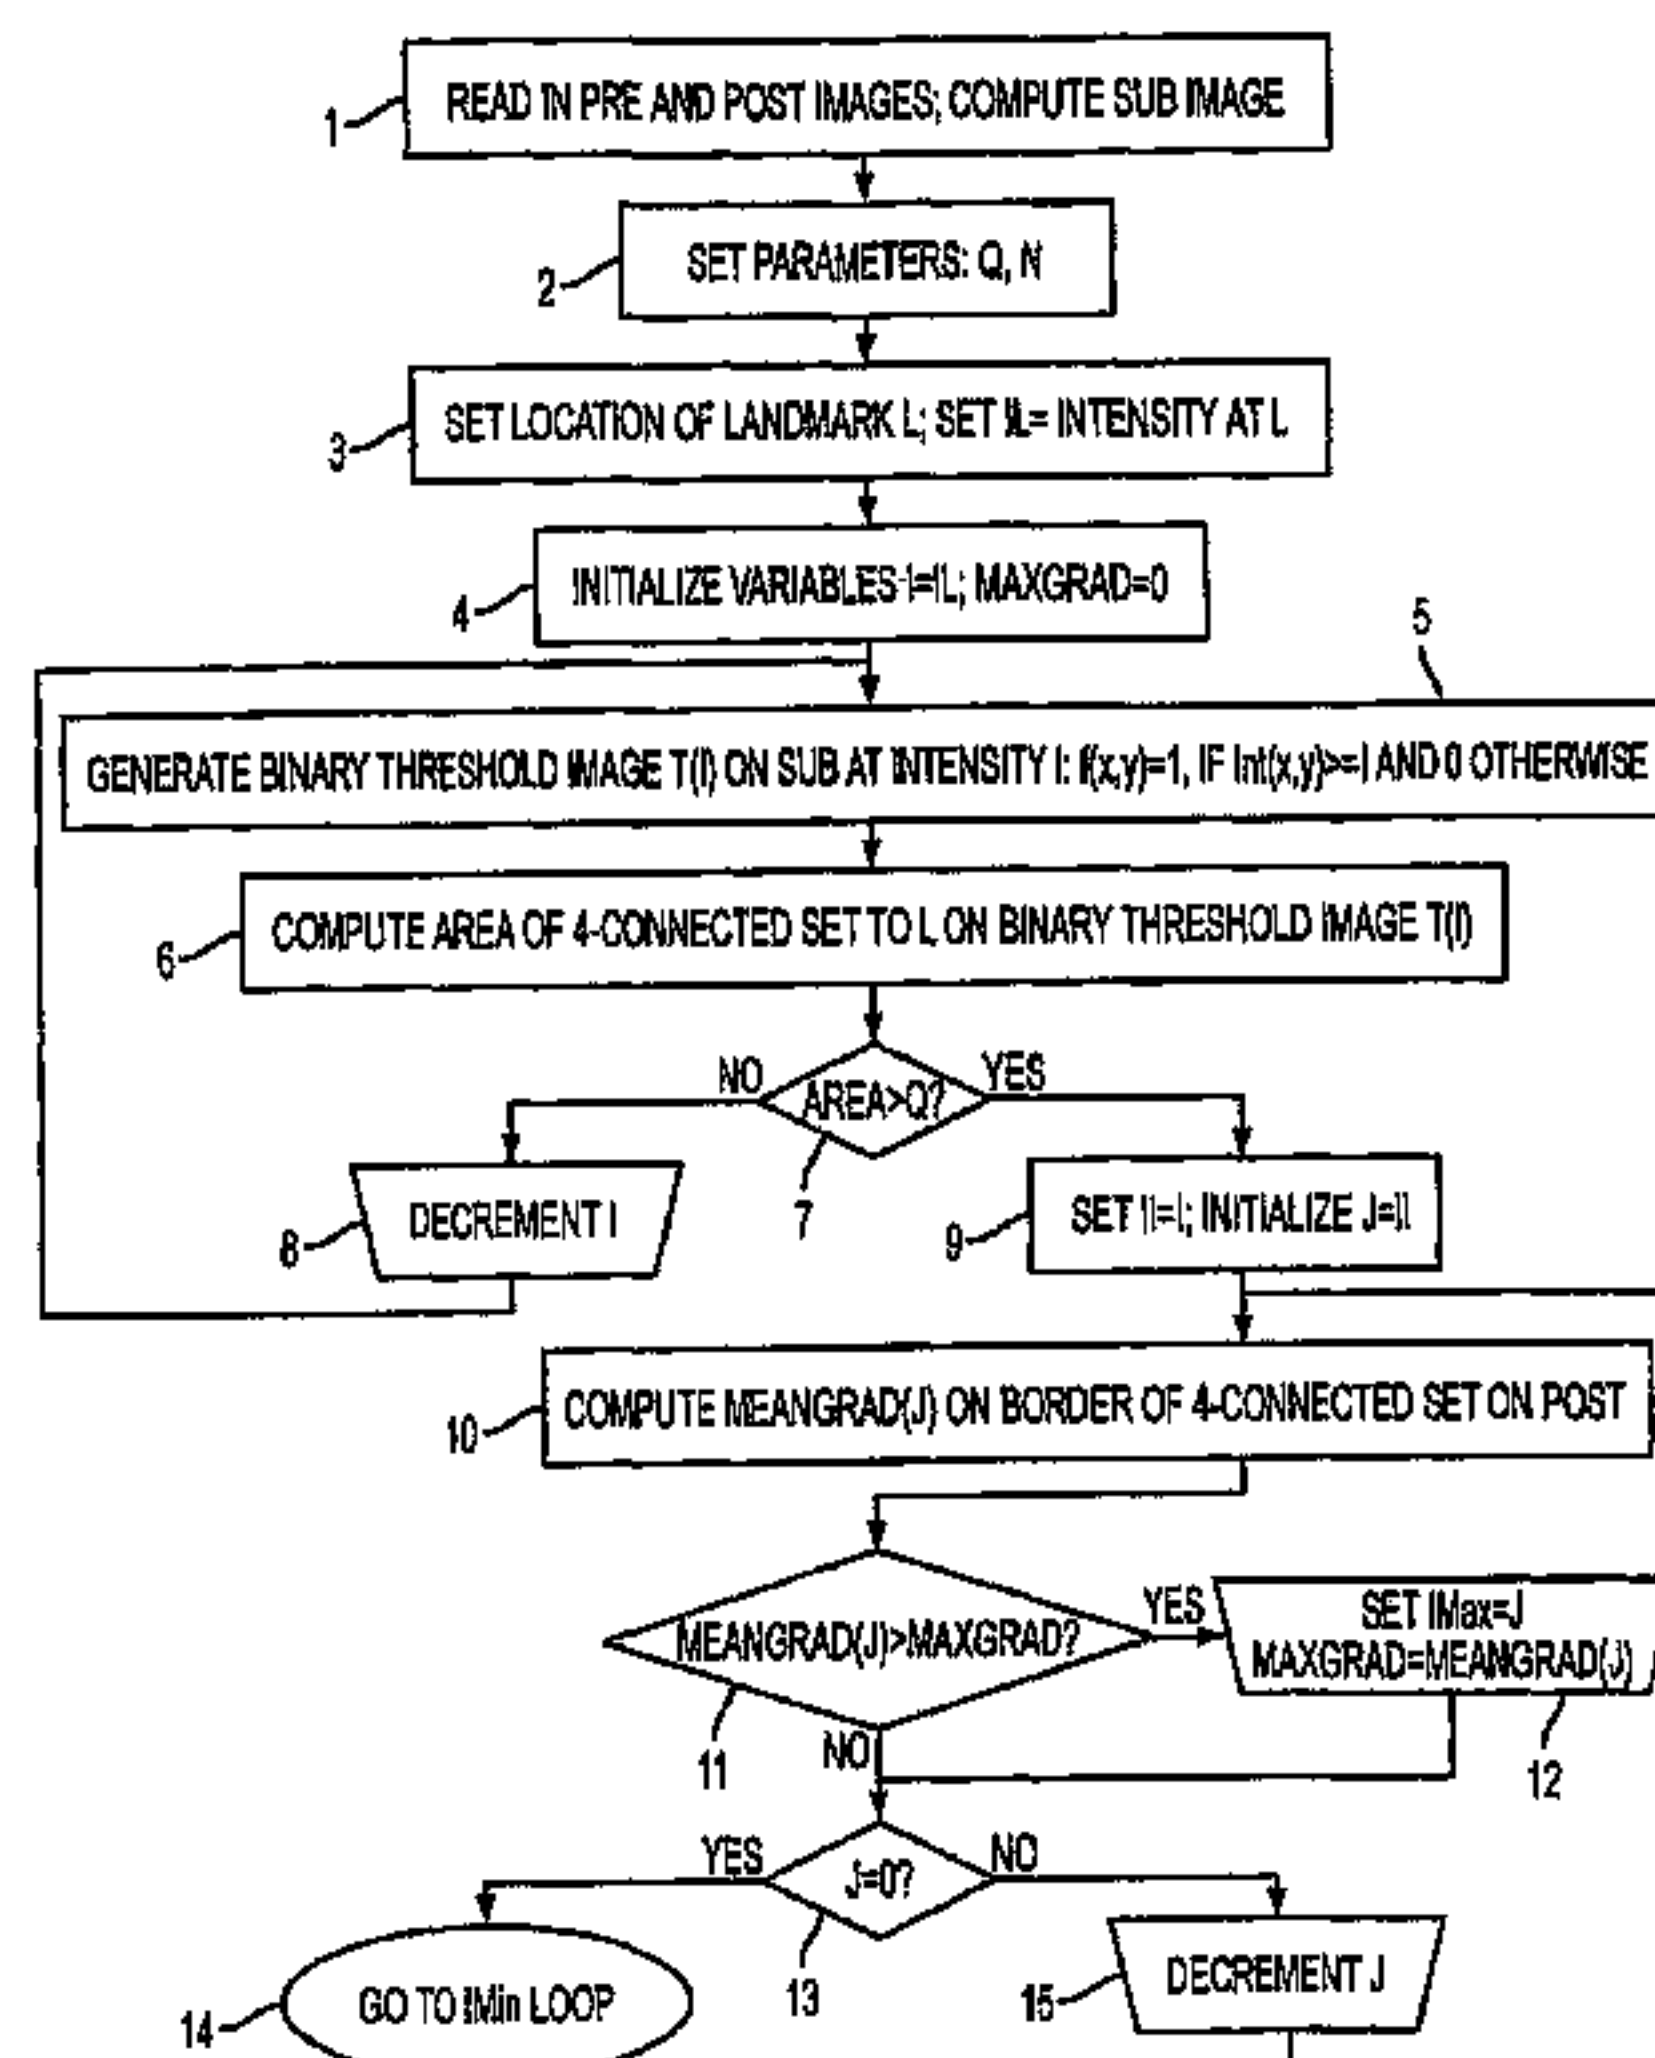 READ IN PRE AND POST IMAGES; COMPUTE SUB IMAGE
1
SET PARAMETERS: Q, N
2
SET LOCATION OF LANDMARK L; SET IL= INTENSITY AT L
3
INITIALIZE VARIABLES I=IL; MAXGRAD=0
4
5
GENERATE BINARY THRESHOLD IMAGE T(I) ON SUB AT INTENSITY I: f(x,y)=1, IF Int(x,y)>=I AND 0 OTHERWISE
COMPUTE AREA OF 4-CONNECTED SET TO L ON BINARY THRESHOLD IMAGE T(I)
6
NO
YES
AREA>Q?
7
DECREMENT I
8
SET II=I; INITIALIZE J=II
9
COMPUTE MEANGRAD(J) ON BORDER OF 4-CONNECTED SET ON POST
10
MEANGRAD(J)>MAXGRAD?
YES
SET IMax=J
MAXGRAD=MEANGRAD(J)
11
NO
12
YES
J=0?
NO
13
GO TO IMin LOOP
14
DECREMENT J
15